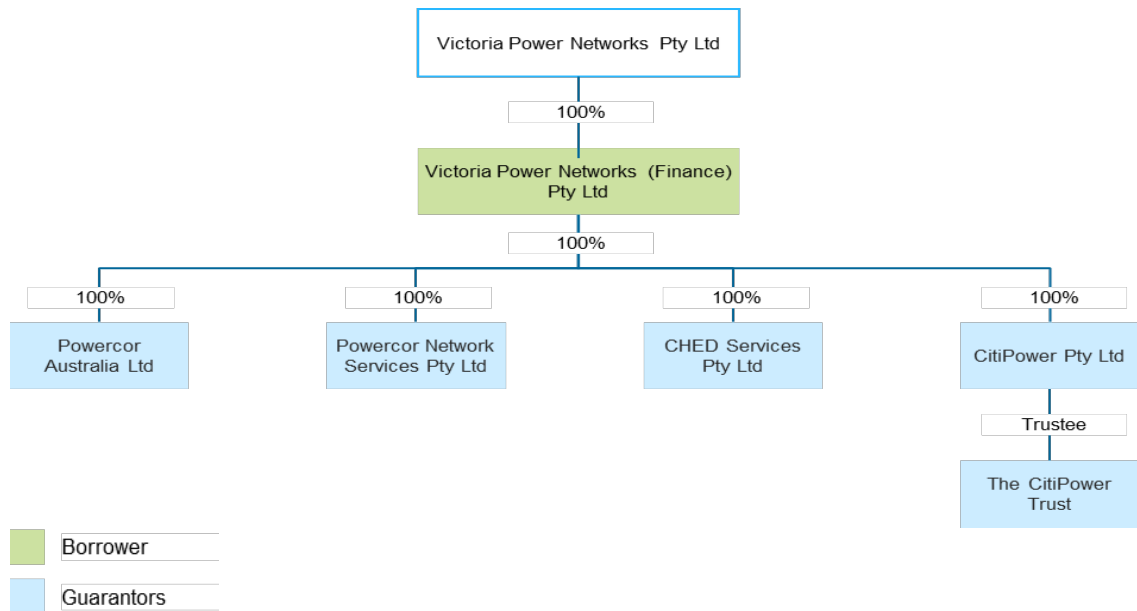 Victoria Power Networks Pty Ltd
100%
Victoria Power Networks (Finance)
Pty Ltd
100%
100%
100%
100%
100%
Powercor
Australia Ltd
Powercor Network
Services Pty Ltd
CHED Services
Pty Ltd
CitiPower Pty Ltd
Trustee
The CitiPower
Trust
Borrower
Guarantors